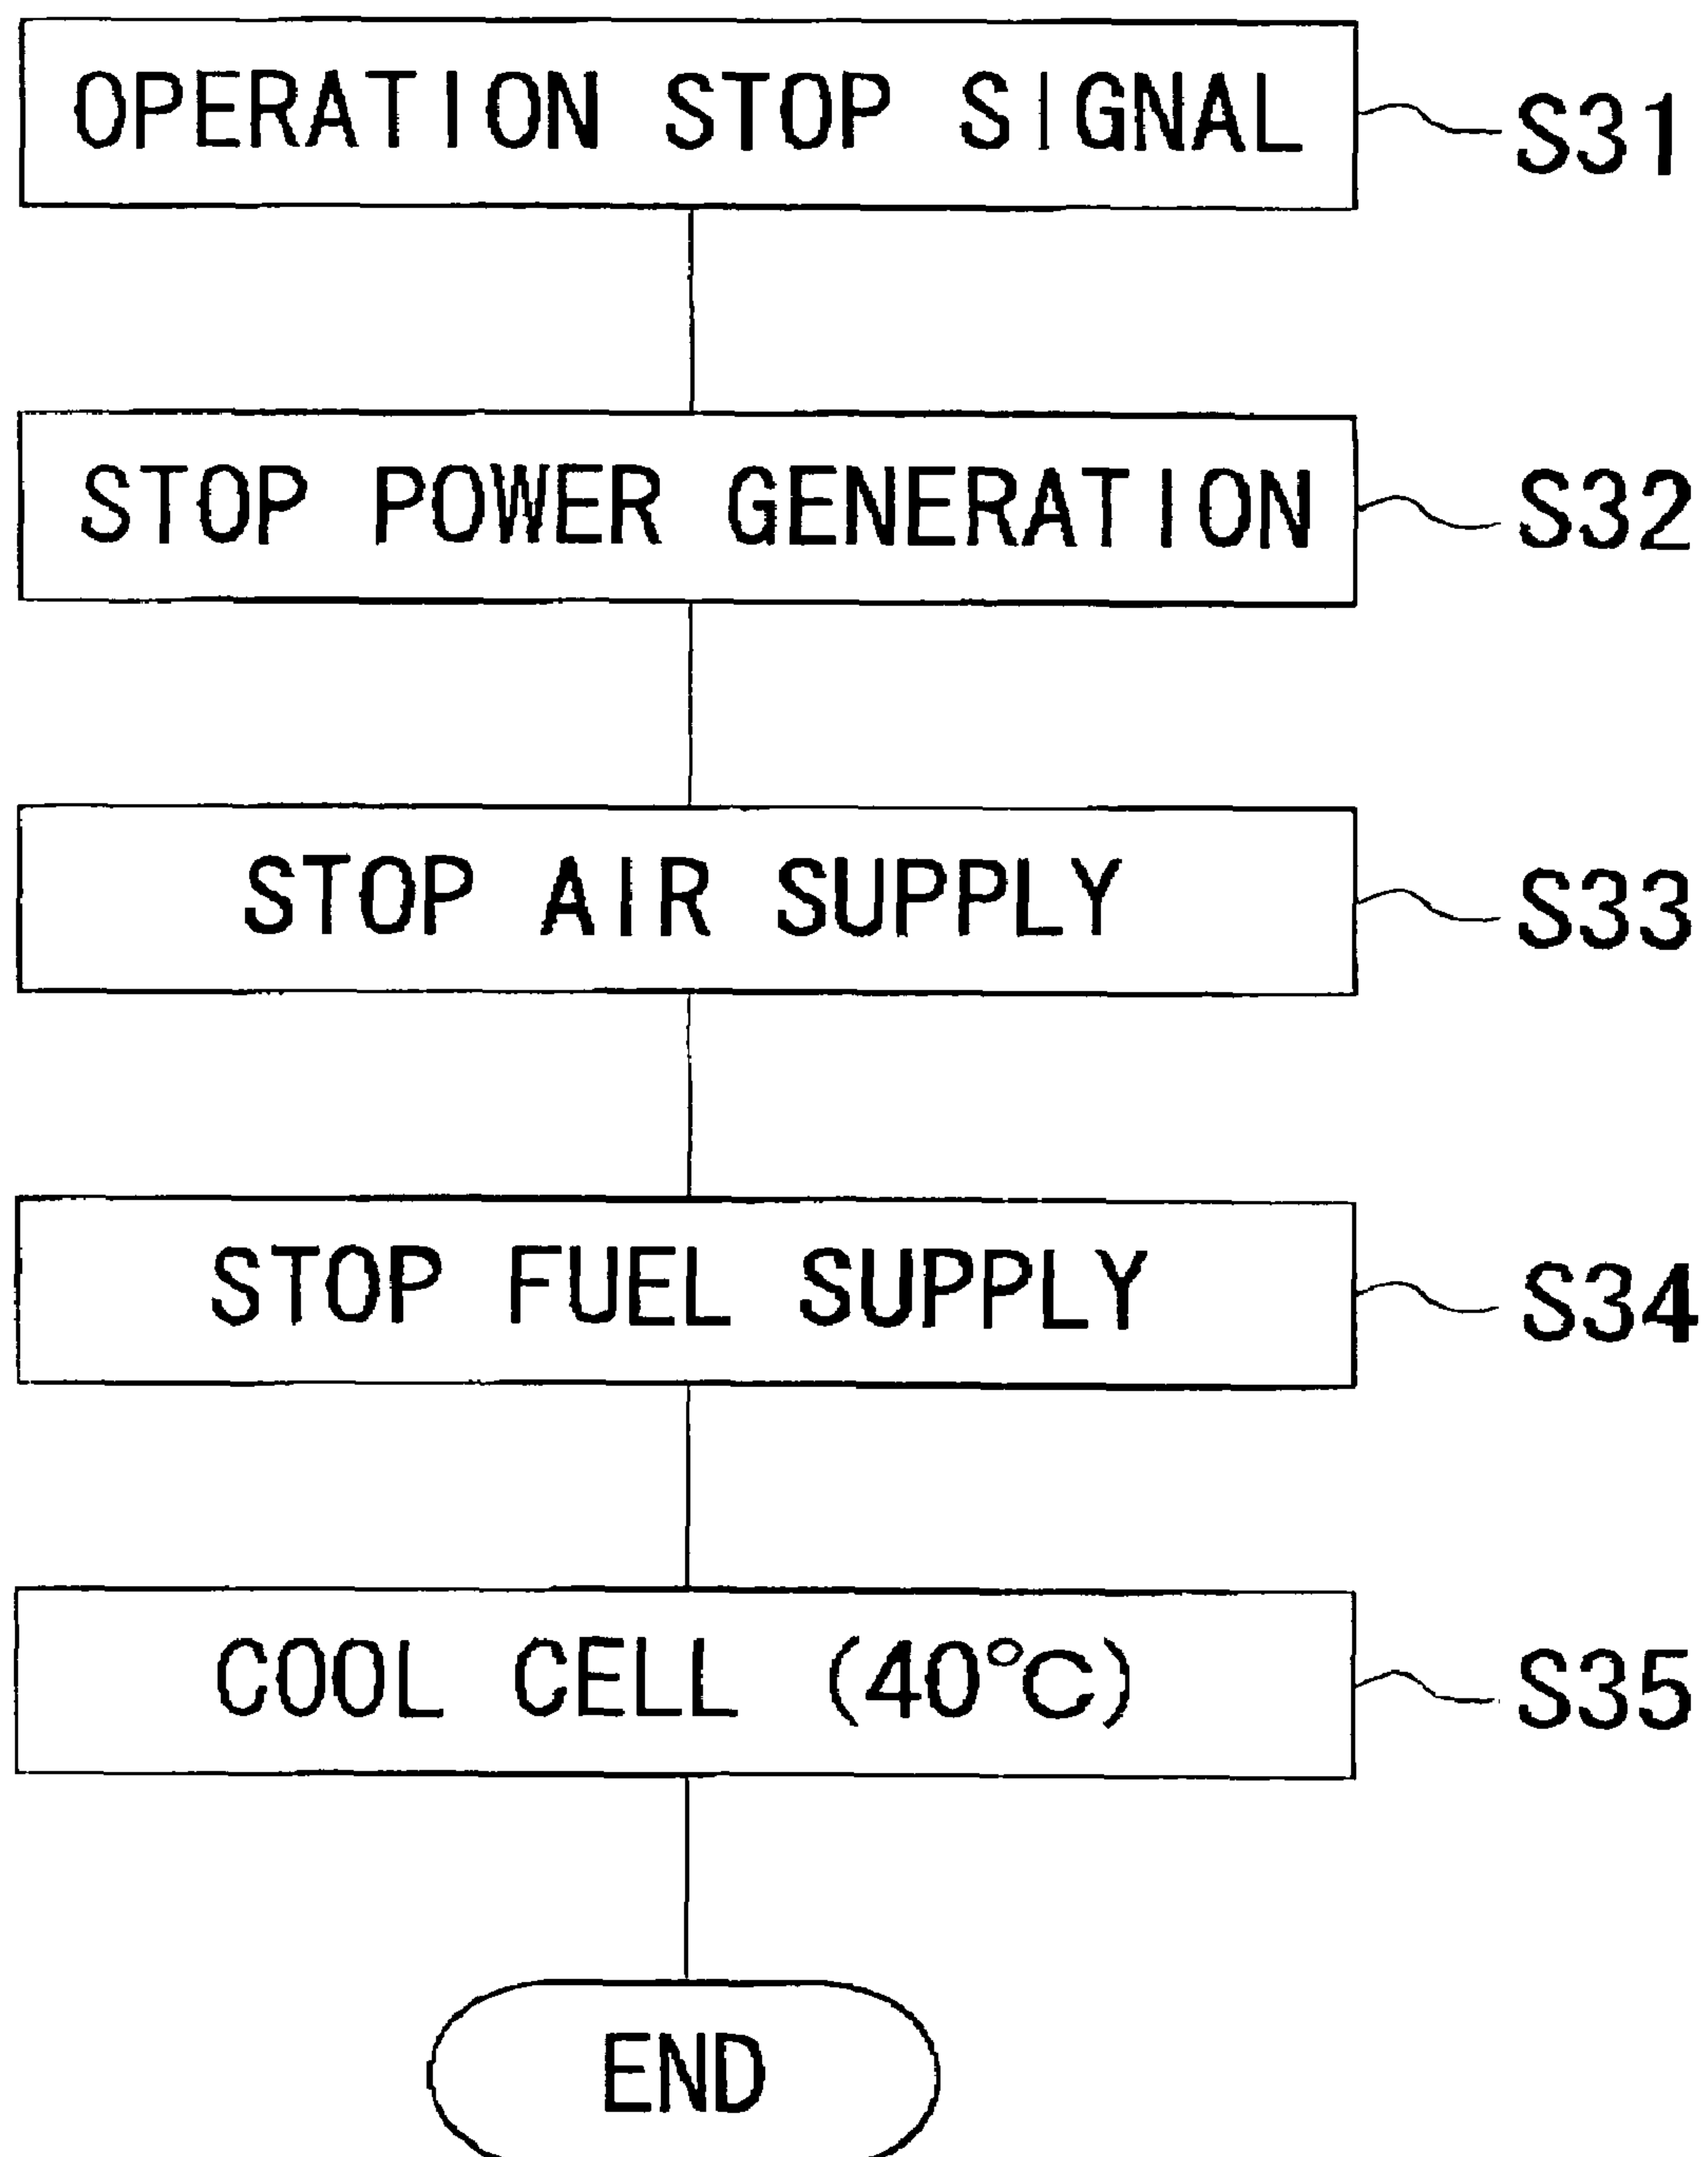 OPERATION STOP SIGNAL S31
STOP POWER GENERATION S32
STOP AIR SUPPLY S33
STOP FUEL SUPPLY S34
COOL CELL (40°C) S35
END